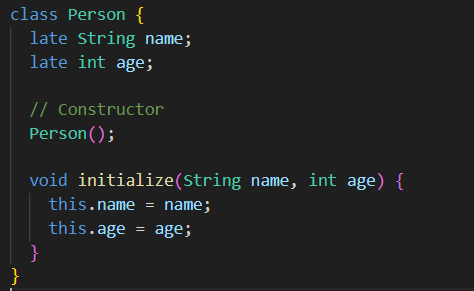 class Person {
  late String name;
  late int age;

  // Constructor
  Person();

  void initialize(String name, int age) {
    this.name = name;
    this.age = age;
  }
}